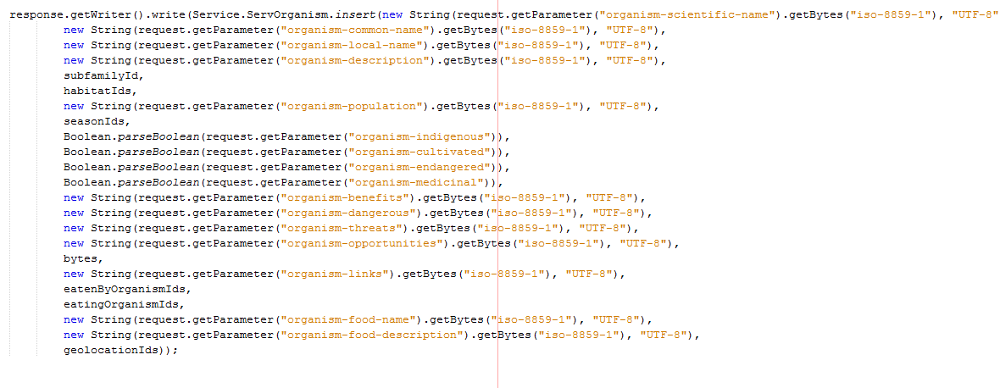 response.getWriter().write(Service.ServOrganism.insert(new String(request.getParameter("organism-scientific-name").getBytes("iso-8859-1"), "UTF-8"
new String(request.getParameter("organism-common-name").getBytes("iso-8859-1"), "UTF-8"),
new String(request.getParameter("organism-local-name").getBytes("iso-8859-1"), "UTF-8"),
new String(request.getParameter("organism-description").getBytes("iso-8859-1"), "UTF-8"),
subfamilyId,
habitatIds,
new String(request.getParameter("organism-population").getBytes("iso-8859-1"), "UTF-8"),
seasonIds,
Boolean.parseBoolean(request.getParameter("organism-indigenous")),
Boolean.parseBoolean(request.getParameter("organism-cultivated")),
Boolean.parseBoolean(request.getParameter("organism-endangered")),
Boolean.parseBoolean(request.getParameter("organism-medicinal")),
new String(request.getParameter("organism-benefits").getBytes("iso-8859-1"), "UTF-8"),
new String(request.getParameter("organism-dangerous").getBytes("iso-8859-1"), "UTF-8"),
new String(request.getParameter("organism-threats").getBytes("iso-8859-1"), "UTF-8"),
new String(request.getParameter("organism-opportunities").getBytes("iso-8859-1"), "UTF-8"),
bytes,
new String(request.getParameter("organism-links").getBytes("iso-8859-1"), "UTF-8"),
eatenByOrganismIds,
eatingOrganismIds,
new String(request.getParameter("organism-food-name").getBytes("iso-8859-1"), "UTF-8"),
new String(request.getParameter("organism-food-description").getBytes("iso-8859-1"), "UTF-8"),
geolocationIds));